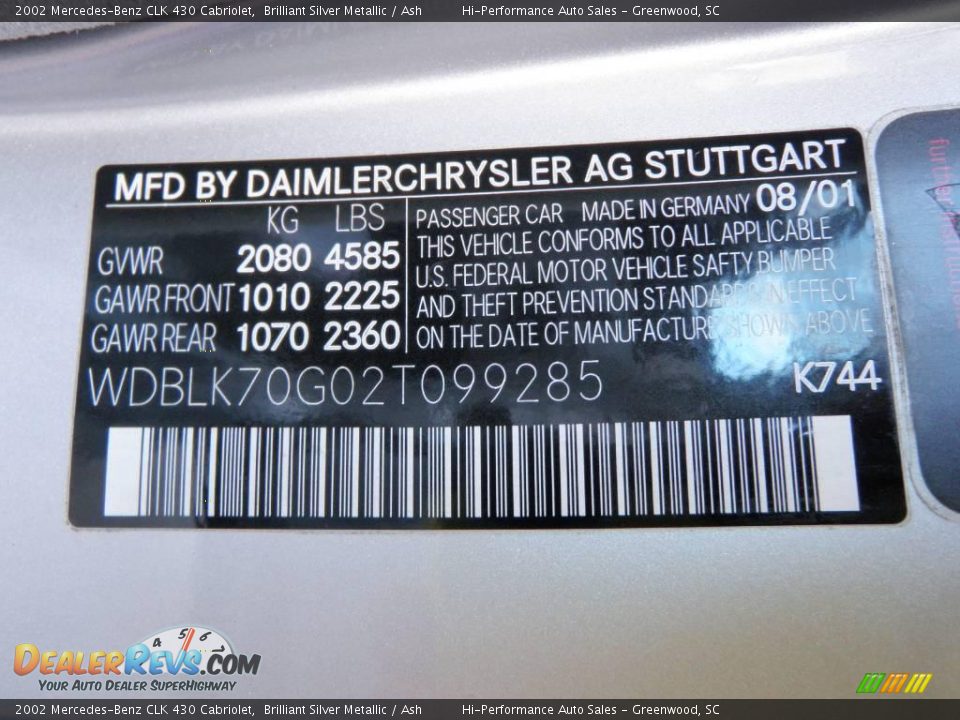 2002 Mercedes-Benz CLK 430 Cabriolet, Brilliant Silver Metallic / Ash Hi-Performance Auto Sales - Greenwood, SC
MFD BY DAIMLERCHRYSLER AG STUTTGART
KG LBS
GVWR 2080 4585
GAWR FRONT 1010 2225
GAWR REAR 1070 2360
PASSENGER CAR MADE IN GERMANY 08/01
THIS VEHICLE CONFORMS TO ALL APPLICABLE
U.S. FEDERAL MOTOR VEHICLE SAFTY BUMPER
AND THEFT PREVENTION STANDARDS IN EFFECT
ON THE DATE OF MANUFACTURE SHOWN ABOVE
WDBLK70G02T099285
K744
further
4 5 6
DEALERREVS.COM
YOUR AUTO DEALER SUPERHIGHWAY
2002 Mercedes-Benz CLK 430 Cabriolet, Brilliant Silver Metallic / Ash Hi-Performance Auto Sales - Greenwood, SC